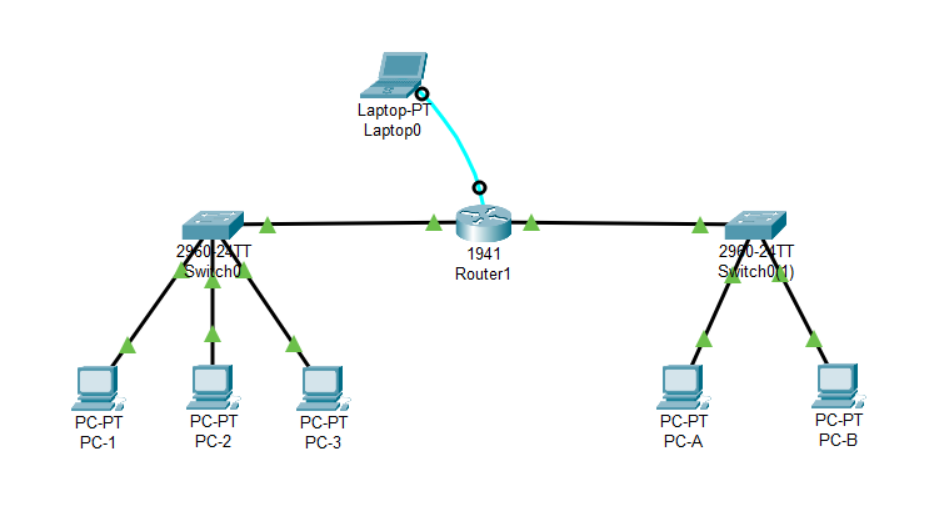 Laptop-PT
Laptop0
1941
Router1
2960-24TT
Switch0
2960-24TT
Switch0(1)
PC-PT
PC-1
PC-PT
PC-2
PC-PT
PC-3
PC-PT
PC-A
PC-PT
PC-B